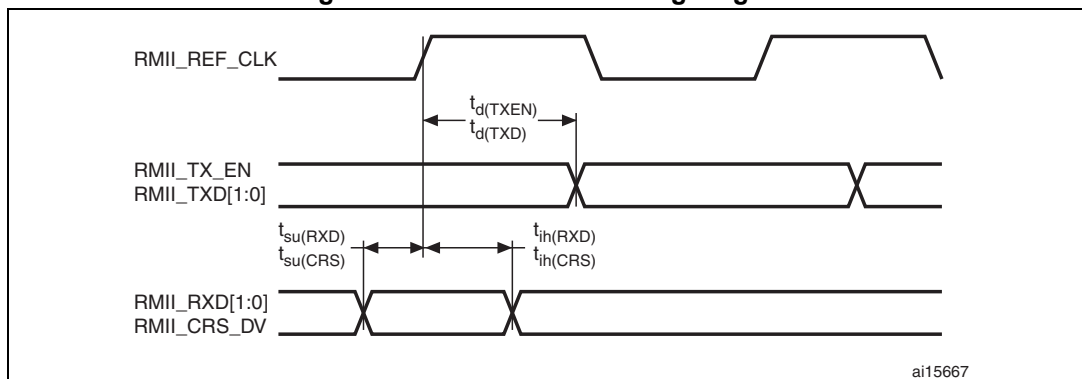 RMII_REF_CLK
td(TXEN)
td(TXD)
RMII_TX_EN
RMII_TXD[1:0]
tsu(RXD)
tsu(CRS)
tih(RXD)
tih(CRS)
RMII_RXD[1:0]
RMII_CRS_DV
ai15667